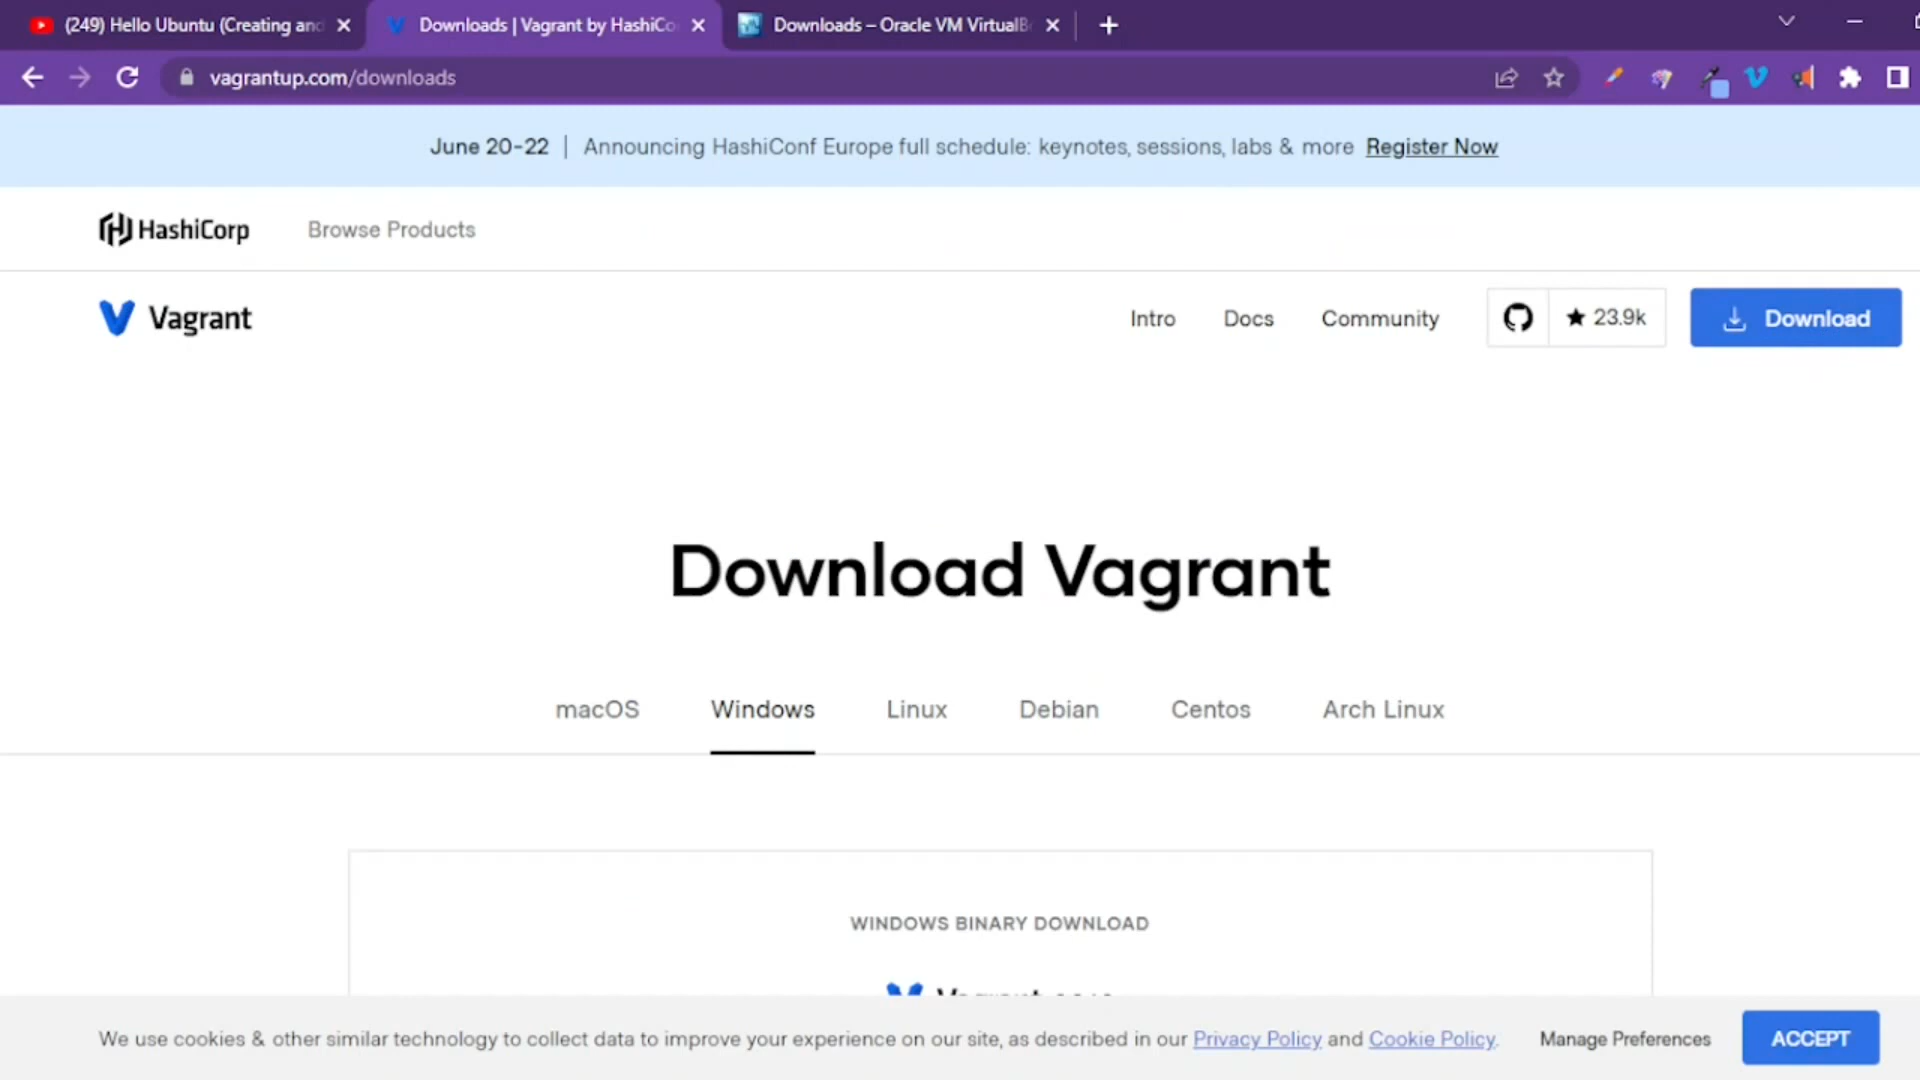 (249) Hello Ubuntu (Creating and
Downloads | Vagrant by HashiCo
Downloads – Oracle VM VirtualB
vagrantup.com/downloads
June 20-22 | Announcing HashiConf Europe full schedule: keynotes, sessions, labs & more Register Now
HashiCorp
Browse Products
Vagrant
Intro
Docs
Community
23.9k
Download
Download Vagrant
macOS
Windows
Linux
Debian
Centos
Arch Linux
WINDOWS BINARY DOWNLOAD
Vagrant
We use cookies & other similar technology to collect data to improve your experience on our site, as described in our Privacy Policy and Cookie Policy.
Manage Preferences
ACCEPT